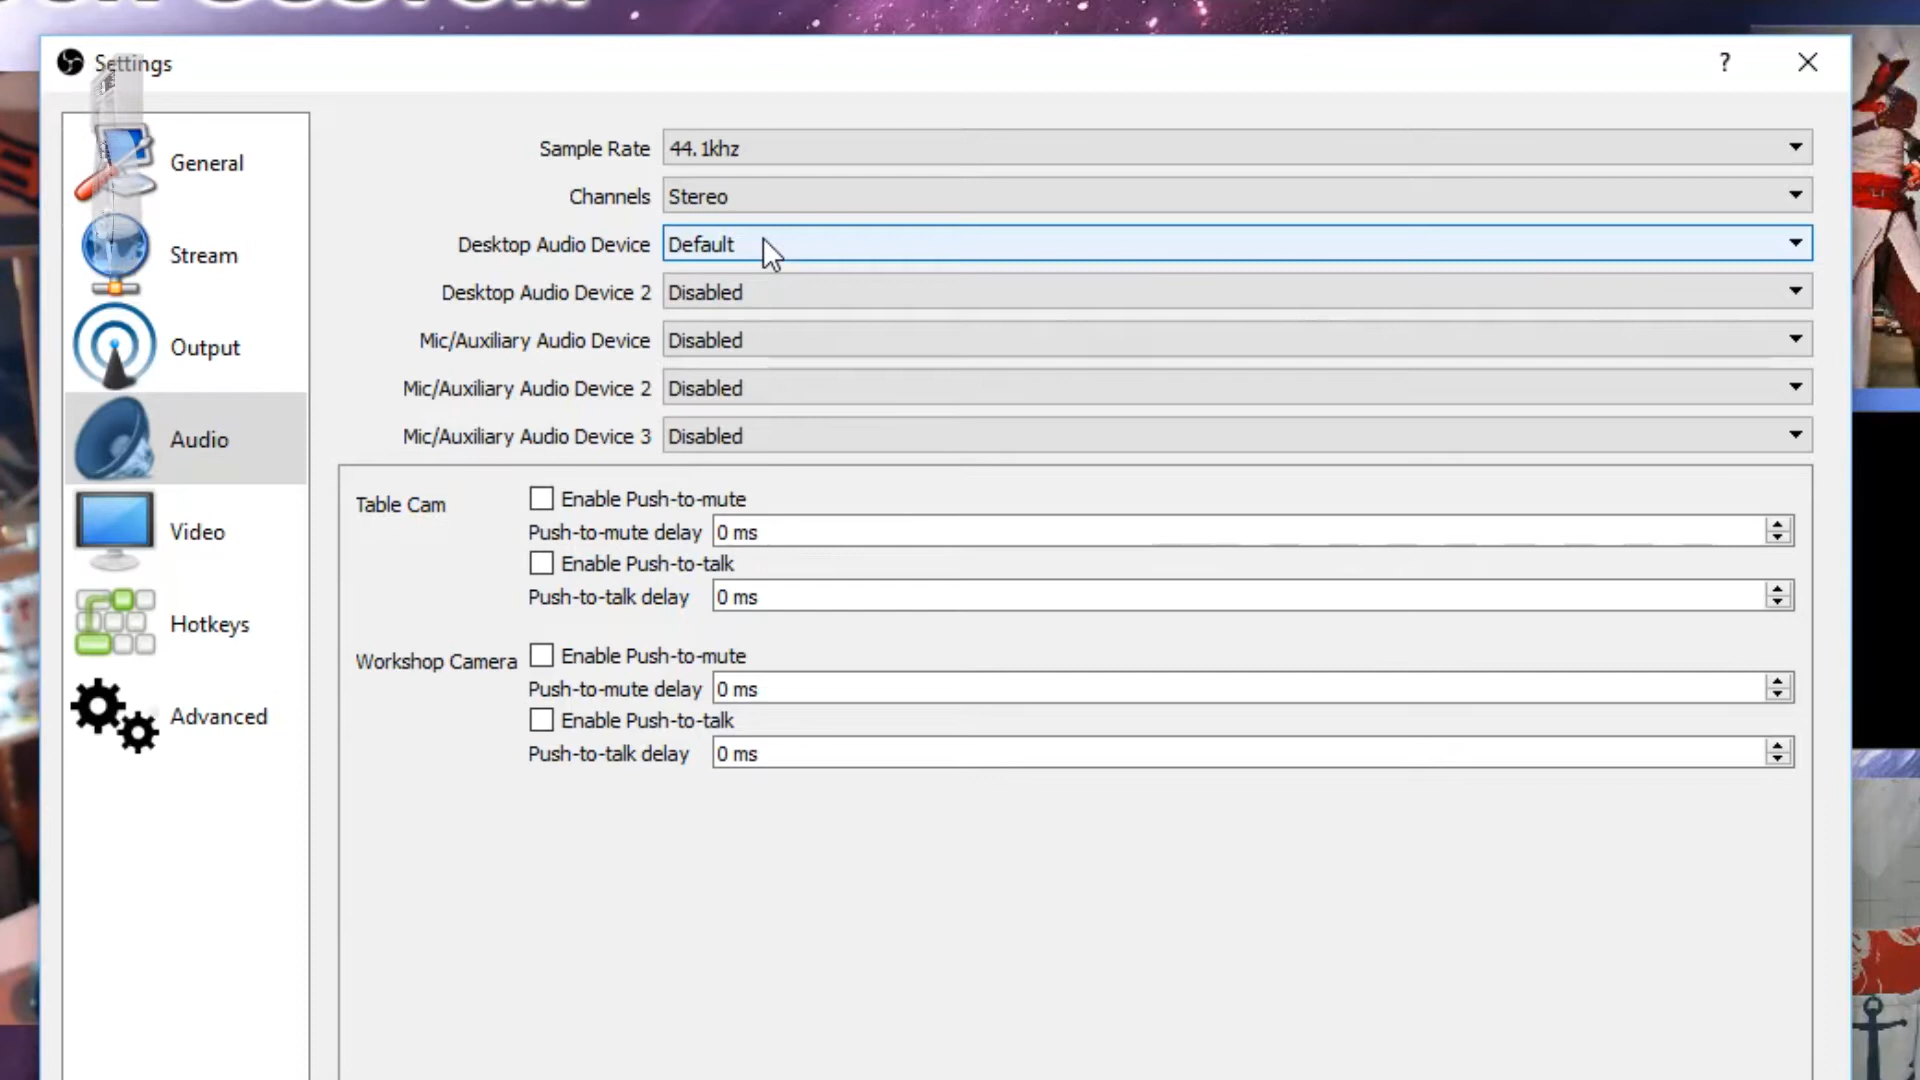 Settings
?
General
Stream
Output
Audio
Video
Hotkeys
Advanced
Sample Rate 44.1khz
Channels Stereo
Desktop Audio Device Default
Desktop Audio Device 2 Disabled
Mic/Auxiliary Audio Device Disabled
Mic/Auxiliary Audio Device 2 Disabled
Mic/Auxiliary Audio Device 3 Disabled
Table Cam Enable Push-to-mute
Push-to-mute delay 0 ms
Enable Push-to-talk
Push-to-talk delay 0 ms
Workshop Camera Enable Push-to-mute
Push-to-mute delay 0 ms
Enable Push-to-talk
Push-to-talk delay 0 ms